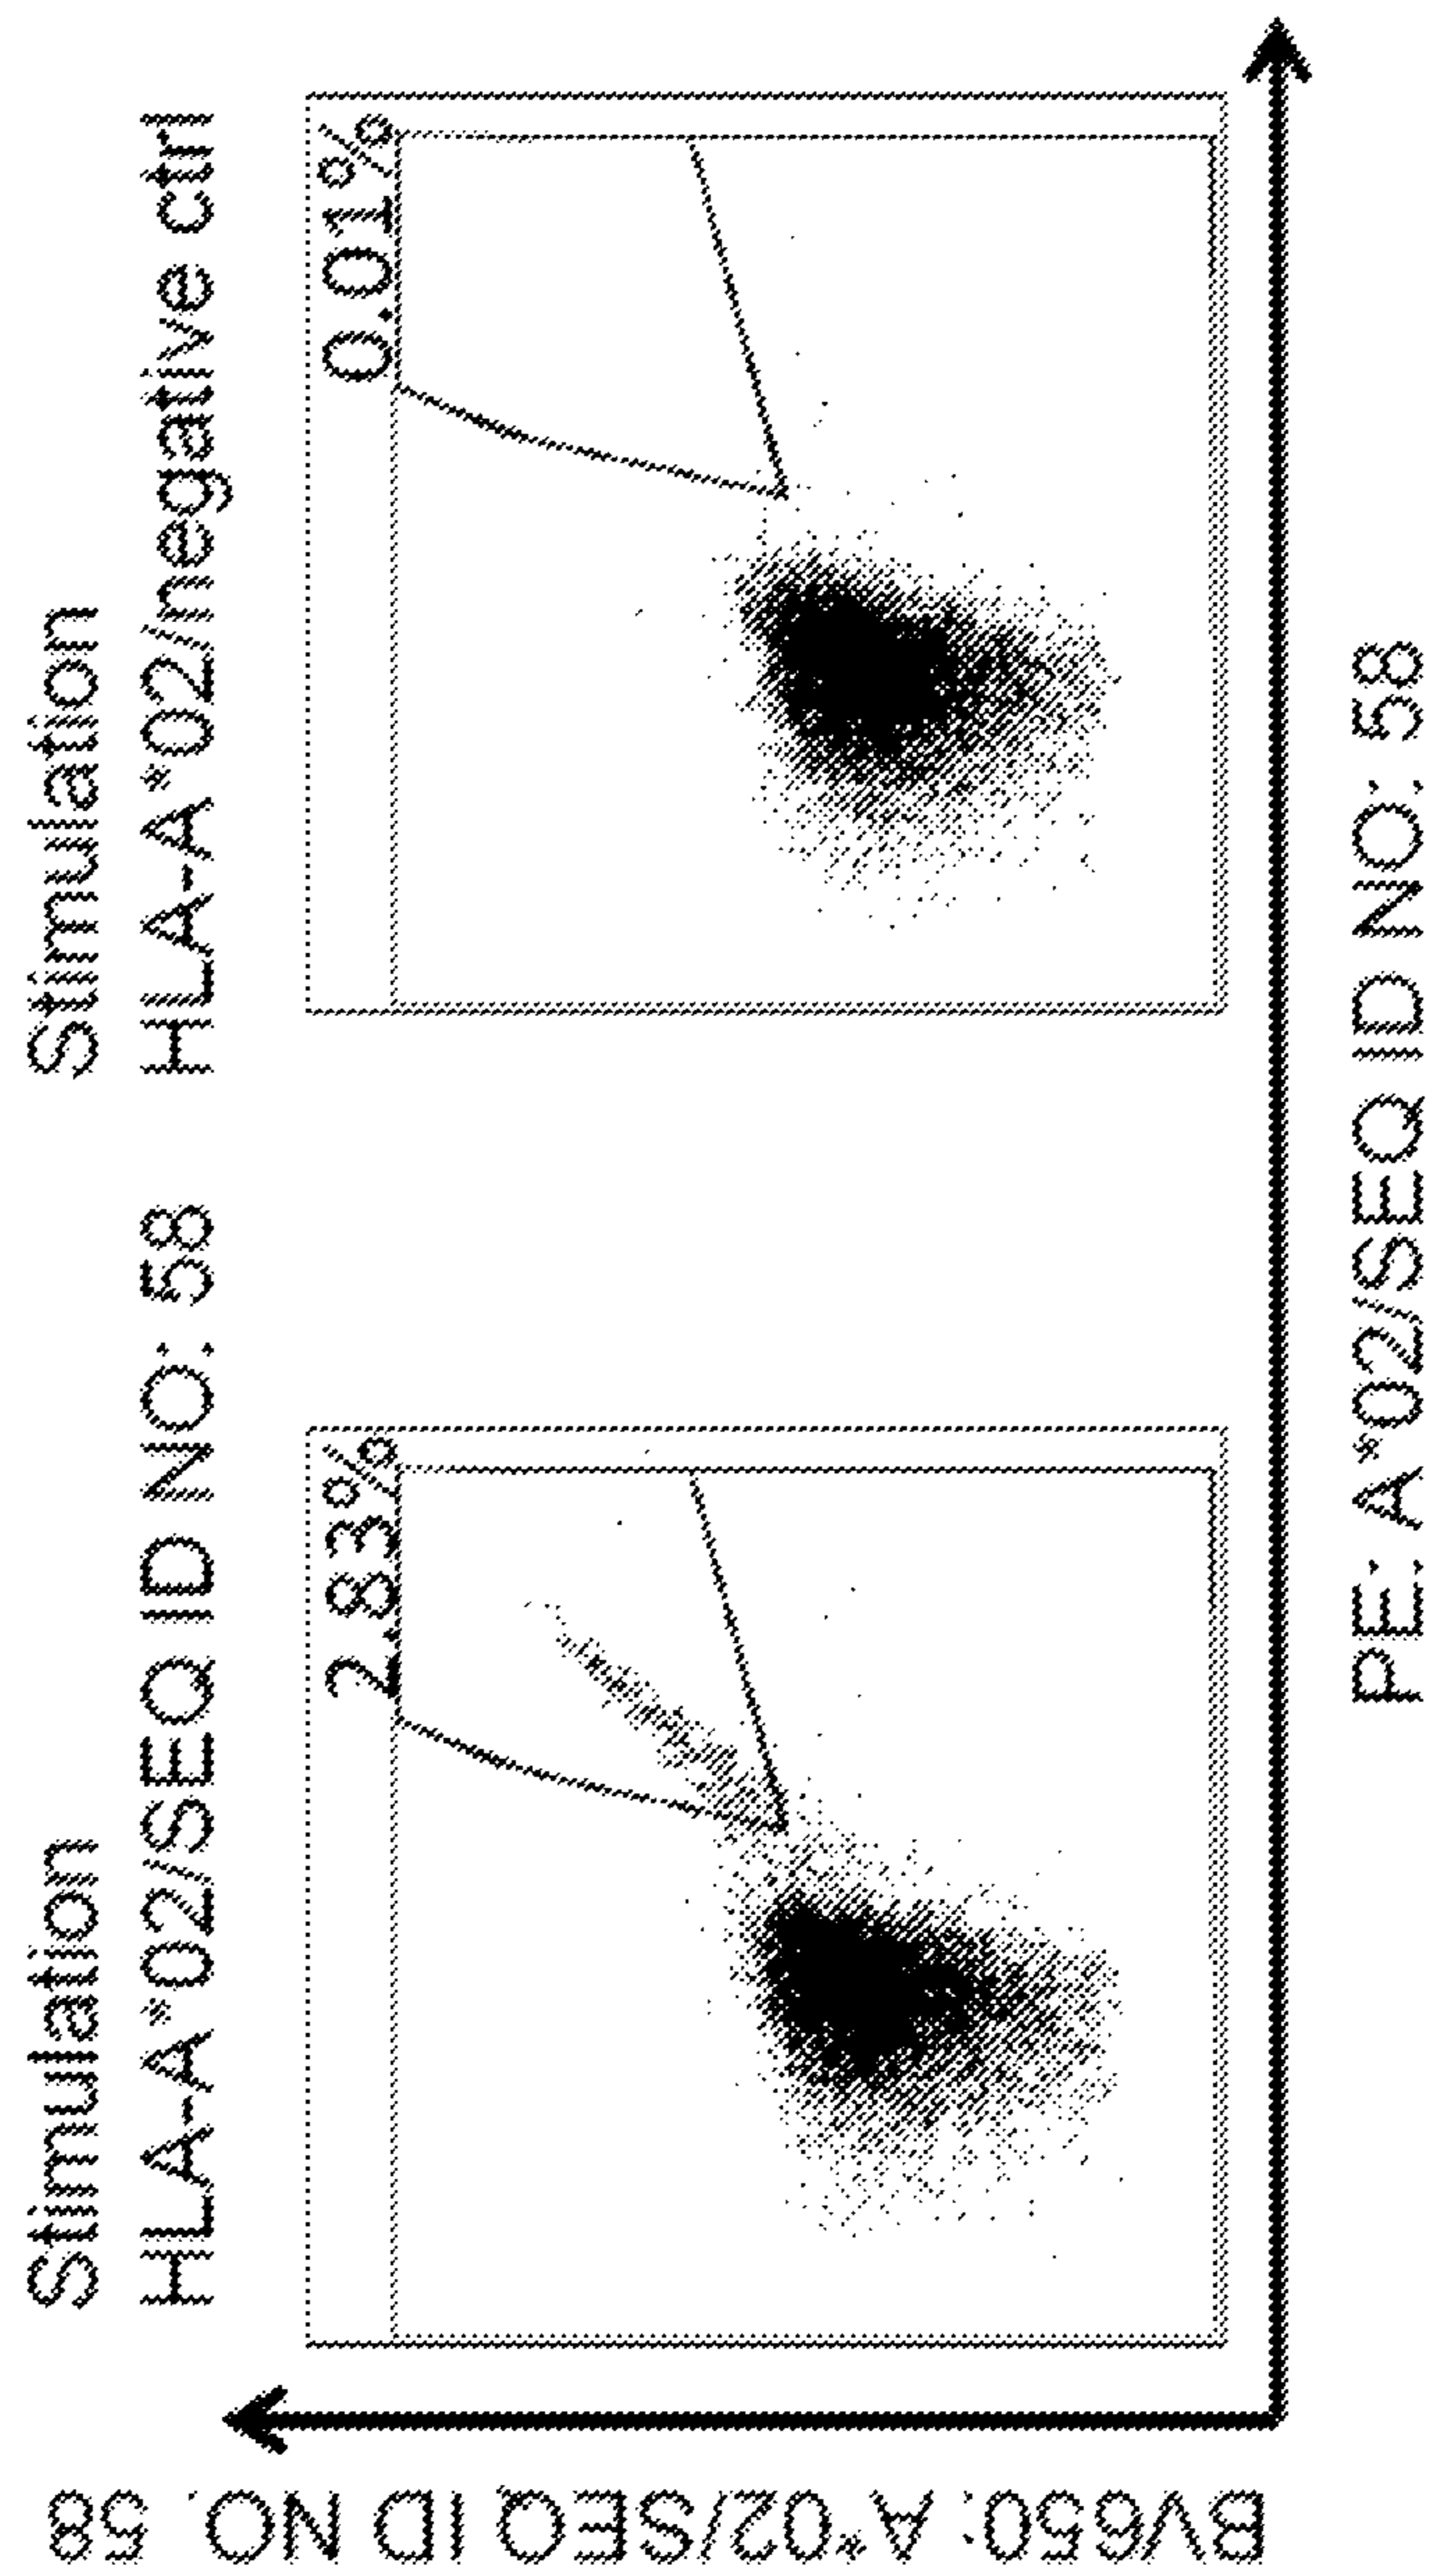 Stimulation
HLA-A*02/SEQ ID NO: 58
2.83%
Stimulation
HLA-A*02/negative ctrl
0.01%
BV650: A*02/SEQ ID NO. 58
PE: A*02/SEQ ID NO: 58